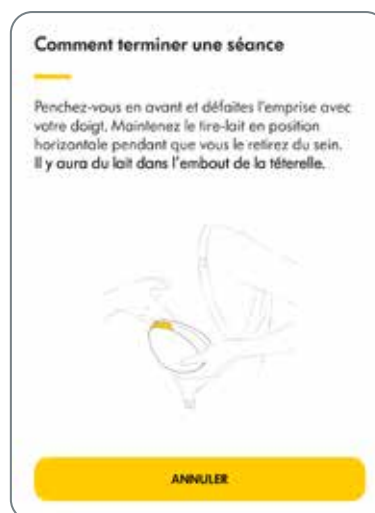 Comment terminer une séance
Penchez-vous en avant et défaites l'emprise avec
votre doigt. Maintenez le tire-lait en position
horizontale pendant que vous le retirez du sein.
Il y aura du lait dans l'embout de la téterelle.
ANNULER